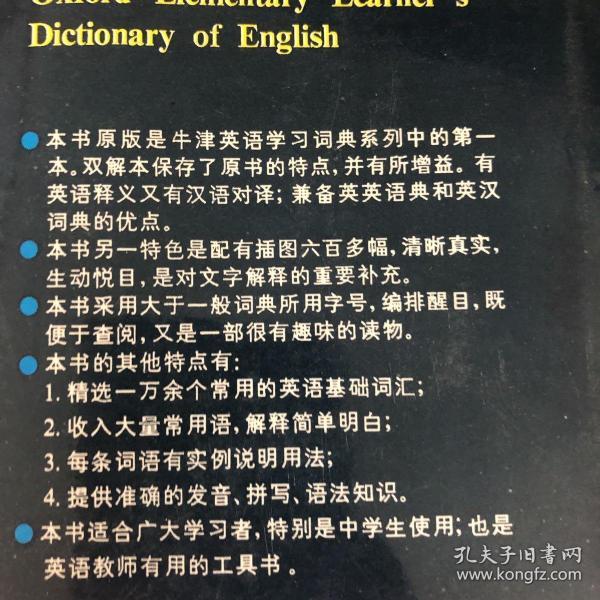 Oxford Elementary Learner's
Dictionary of English
本书原版是牛津英语学习词典系列中的第一
本。双解本保存了原书的特点,并有所增益。有
英语释义又有汉语对译;兼备英英语典和英汉
词典的优点。
本书另一特色是配有插图六百多幅,清晰真实,
生动悦目,是对文字解释的重要补充。
本书采用大于一般词典所用字号,编排醒目,既
便于查阅,又是一部很有趣味的读物。
本书的其他特点有:
1. 精选一万余个常用的英语基础词汇;
2. 收入大量常用语,解释简单明白;
3. 每条词语有实例说明用法;
4. 提供准确的发音、拼写、语法知识。
本书适合广大学习者,特别是中学生使用;也是
英语教师有用的工具书。
孔夫子旧书网
www.kongfz.com